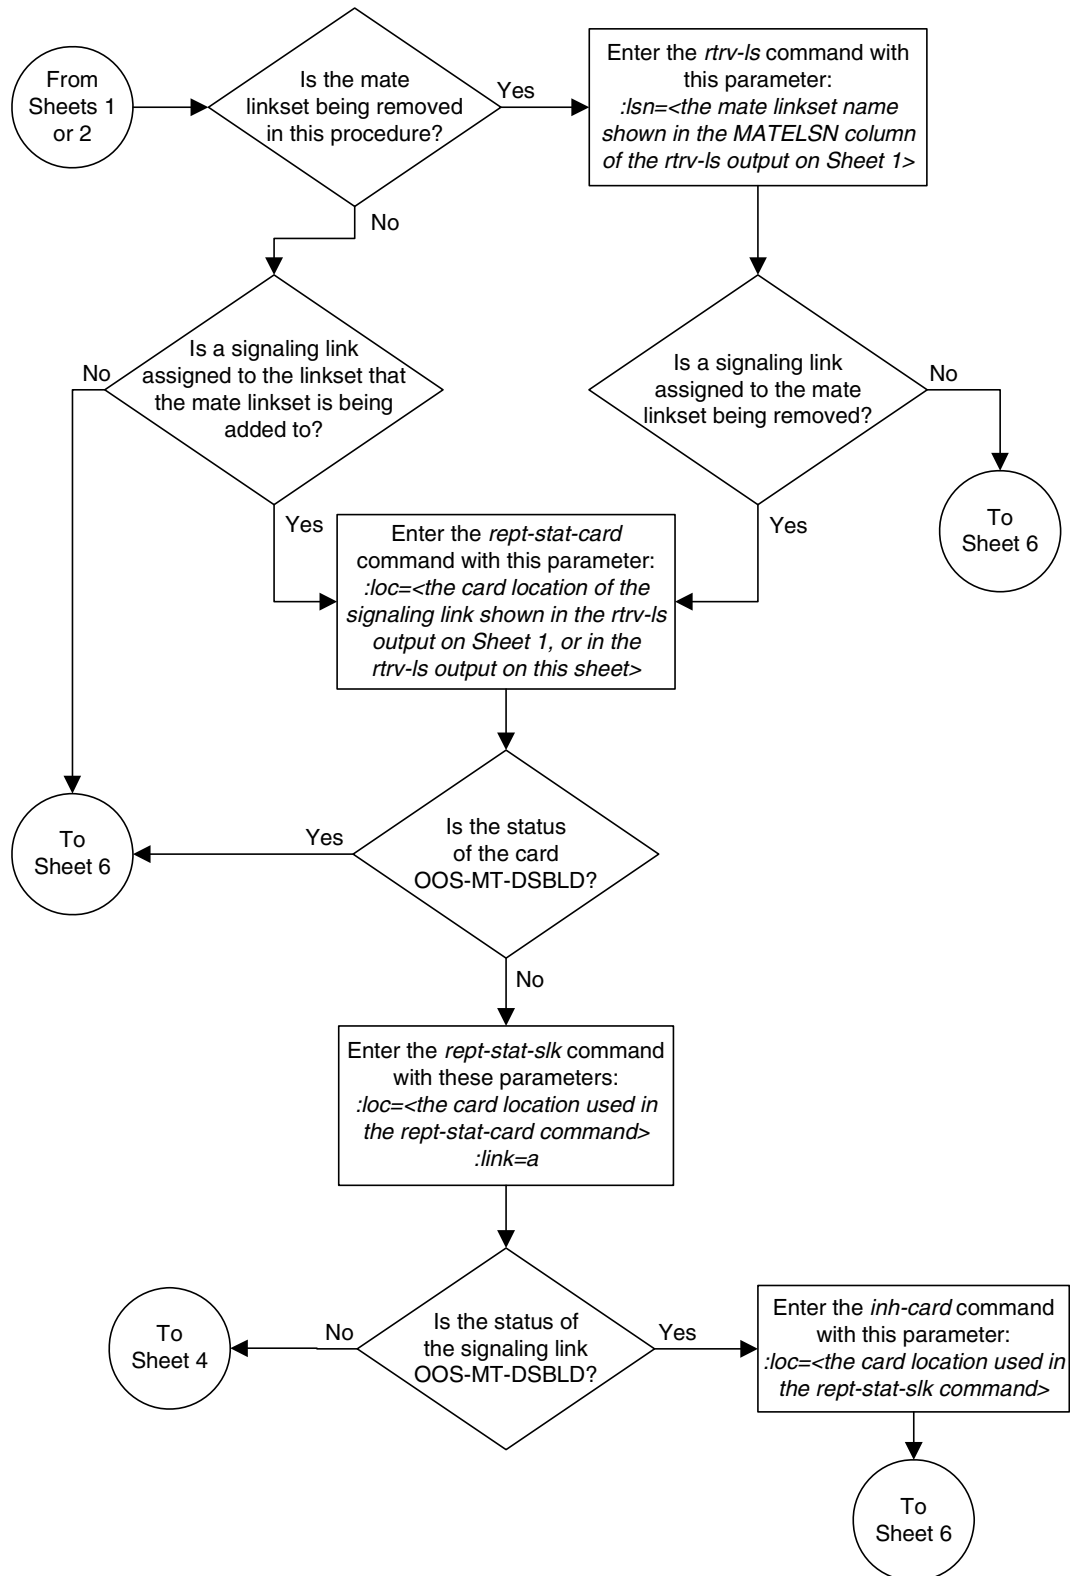 From
Sheets 1
or 2
Is the mate
linkset being removed
in this procedure?
Yes
Enter the rtrv-ls command with
this parameter:
:lsn=<the mate linkset name
shown in the MATELSN column
of the rtrv-ls output on Sheet 1>
No
No
Is a signaling link
assigned to the linkset that
the mate linkset is being
added to?
Is a signaling link
assigned to the mate
linkset being removed?
No
To
Sheet 6
Yes
Enter the rept-stat-card
command with this parameter:
:loc=<the card location of the
signaling link shown in the rtrv-ls
output on Sheet 1, or in the
rtrv-ls output on this sheet>
Yes
To
Sheet 6
Yes
Is the status
of the card
OOS-MT-DSBLD?
No
Enter the rept-stat-slk command
with these parameters:
:loc=<the card location used in
the rept-stat-card command>
:link=a
To
Sheet 4
No
Is the status of
the signaling link
OOS-MT-DSBLD?
Yes
Enter the inh-card command
with this parameter:
:loc=<the card location used in
the rept-stat-slk command>
To
Sheet 6